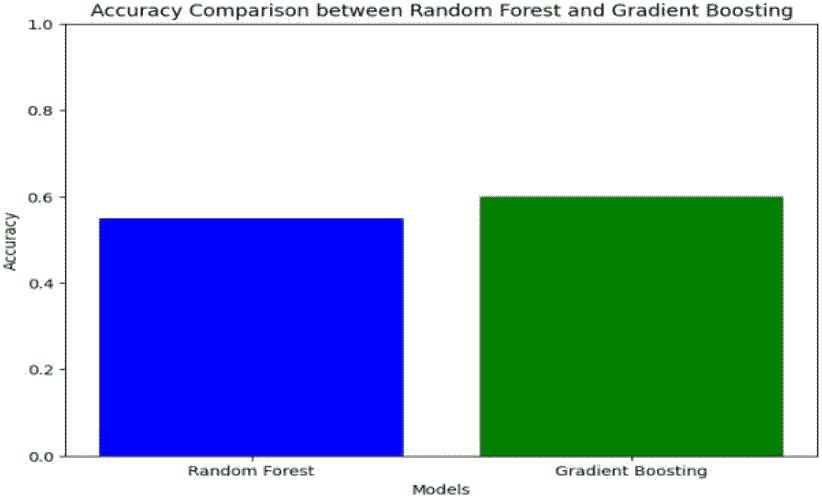 Accuracy Comparison between Random Forest and Gradient Boosting
1.0
0.8
0.6
0.4
0.2
0.0
Accuracy
Random Forest
Gradient Boosting
Models